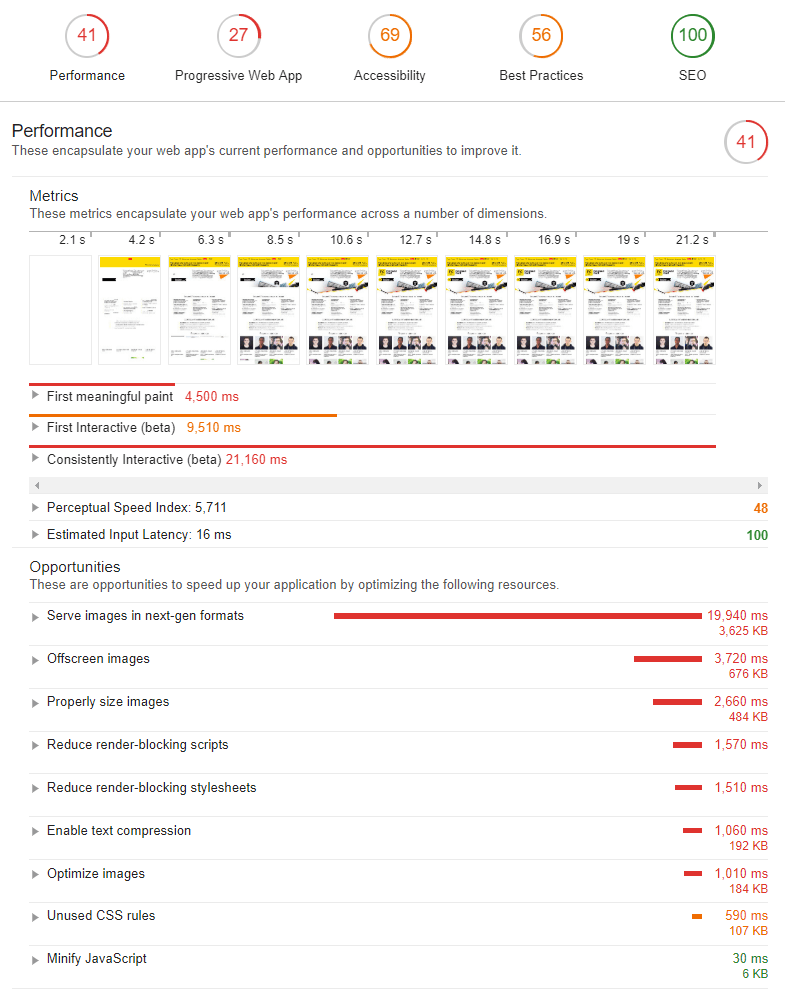 41 27 69 56 100
Performance Progressive Web App Accessibility Best Practices SEO
Performance
These encapsulate your web app's current performance and opportunities to improve it.
41
Metrics
These metrics encapsulate your web app's performance across a number of dimensions.
2.1 s 4.2 s 6.3 s 8.5 s 10.6 s 12.7 s 14.8 s 16.9 s 19 s 21.2 s
First meaningful paint 4,500 ms
First Interactive (beta) 9,510 ms
Consistently Interactive (beta) 21,160 ms
Perceptual Speed Index: 5,711 48
Estimated Input Latency: 16 ms 100
Opportunities
These are opportunities to speed up your application by optimizing the following resources.
Serve images in next-gen formats 19,940 ms
3,625 KB
Offscreen images 3,720 ms
676 KB
Properly size images 2,660 ms
484 KB
Reduce render-blocking scripts 1,570 ms
Reduce render-blocking stylesheets 1,510 ms
Enable text compression 1,060 ms
192 KB
Optimize images 1,010 ms
184 KB
Unused CSS rules 590 ms
107 KB
Minify JavaScript 30 ms
6 KB